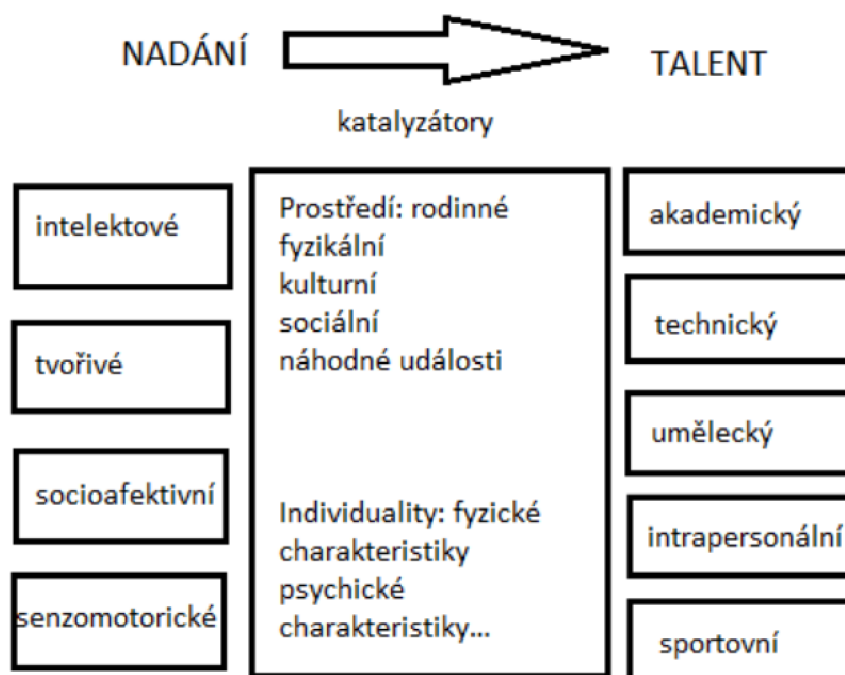 NADÁNÍ
TALENT
katalyzátory
intelektové
tvořivé
socioafektivní
senzomotorické
Prostředí: rodinné
fyzikální
kulturní
sociální
náhodné události
Individuality: fyzické
charakteristiky
psychické
charakteristiky...
akademický
technický
umělecký
intrapersonální
sportovní